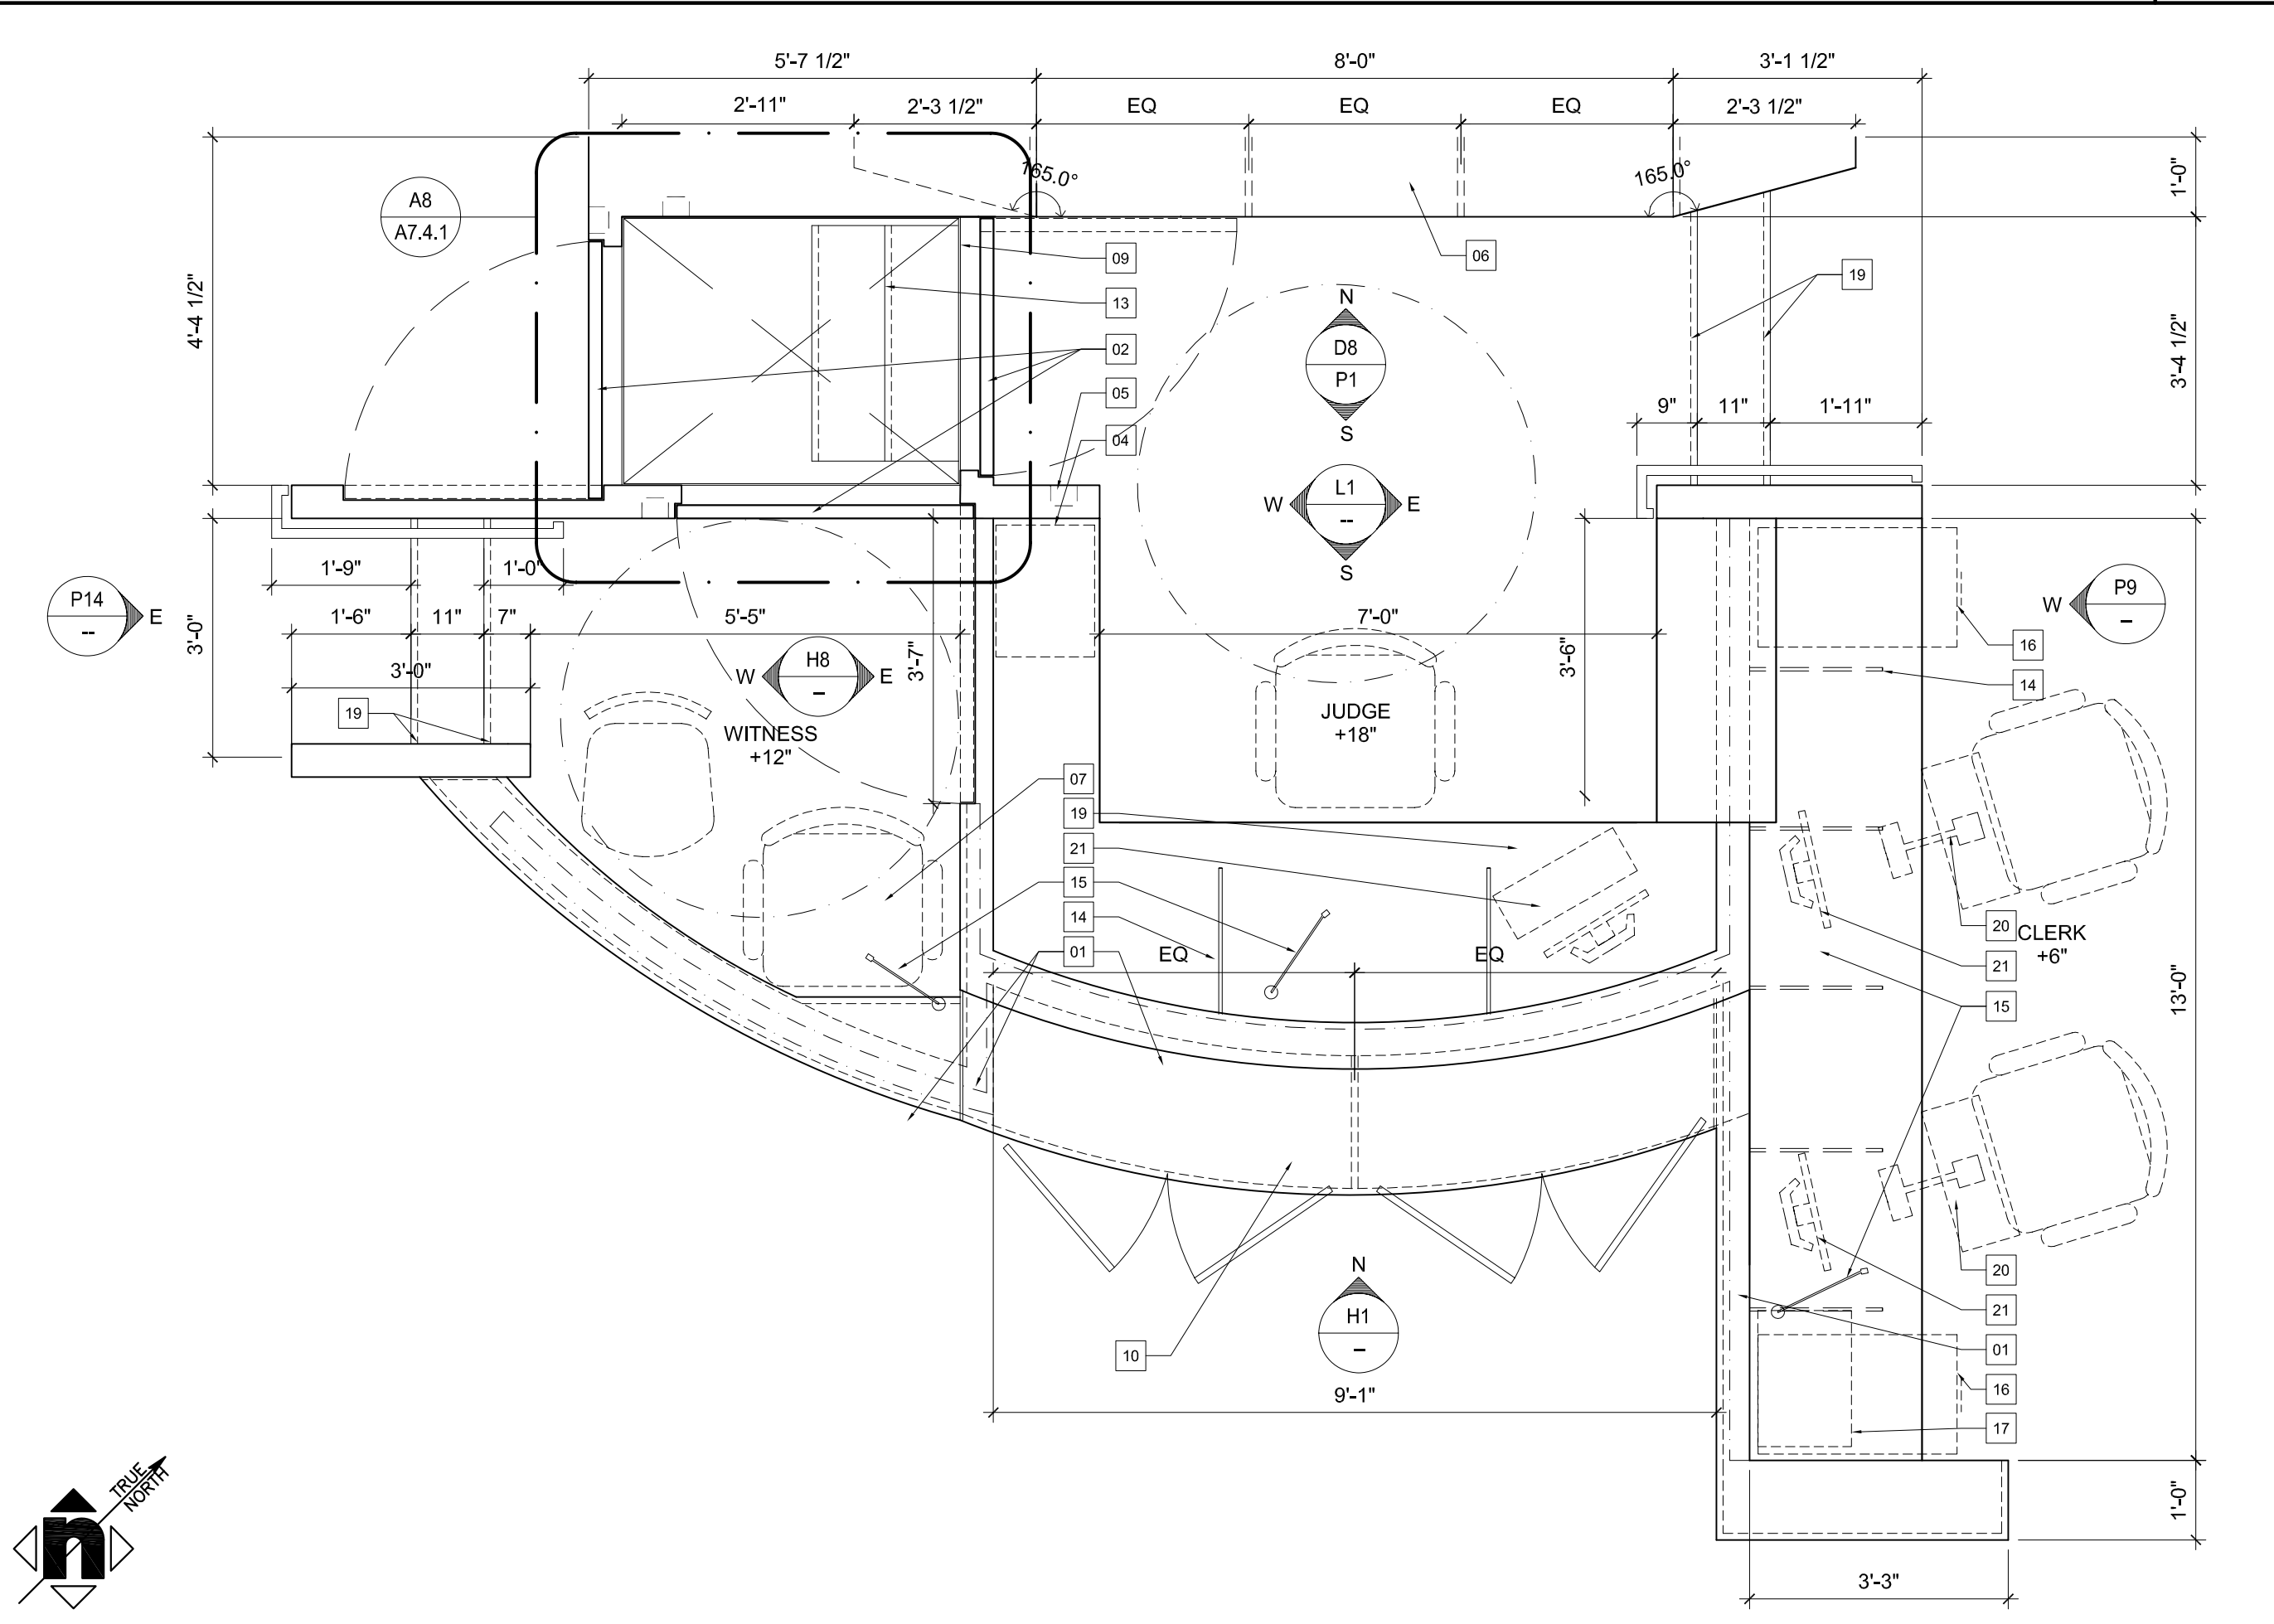 5'-7 1/2"
8'-0"
3'-1 1/2"
2'-11"
2'-3 1/2"
EQ
EQ
EQ
2'-3 1/2"
165.0°
165.0°
1'-0"
A8
A7.4.1
09
06
19
13
N
D8
P1
S
4'-4 1/2"
3'-4 1/2"
02
05
04
9"
11"
1'-11"
W
L1
--
E
S
1'-9"
1'-0"
P14
--
E
3'-0"
1'-6"
11"
7"
5'-5"
7'-0"
W
P9
–
16
3'-0"
W
H8
–
E
3'-7"
3'-6"
14
19
WITNESS
+12"
JUDGE
+18"
07
19
21
15
14
01
EQ
EQ
20
CLERK
+6"
21
15
13'-0"
N
H1
–
10
9'-1"
20
21
01
16
17
1'-0"
3'-3"
TRUE
NORTH
n